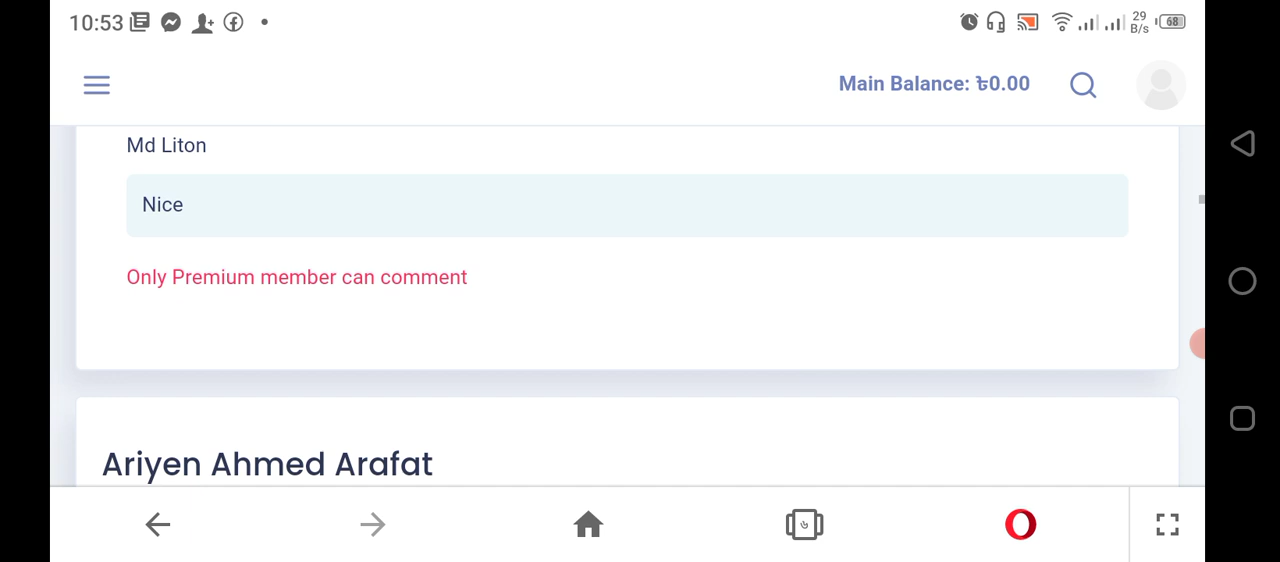 10:53
29
B/s
68
Main Balance: ৳0.00
Md Liton
Nice
Only Premium member can comment
Ariyen Ahmed Arafat
৬